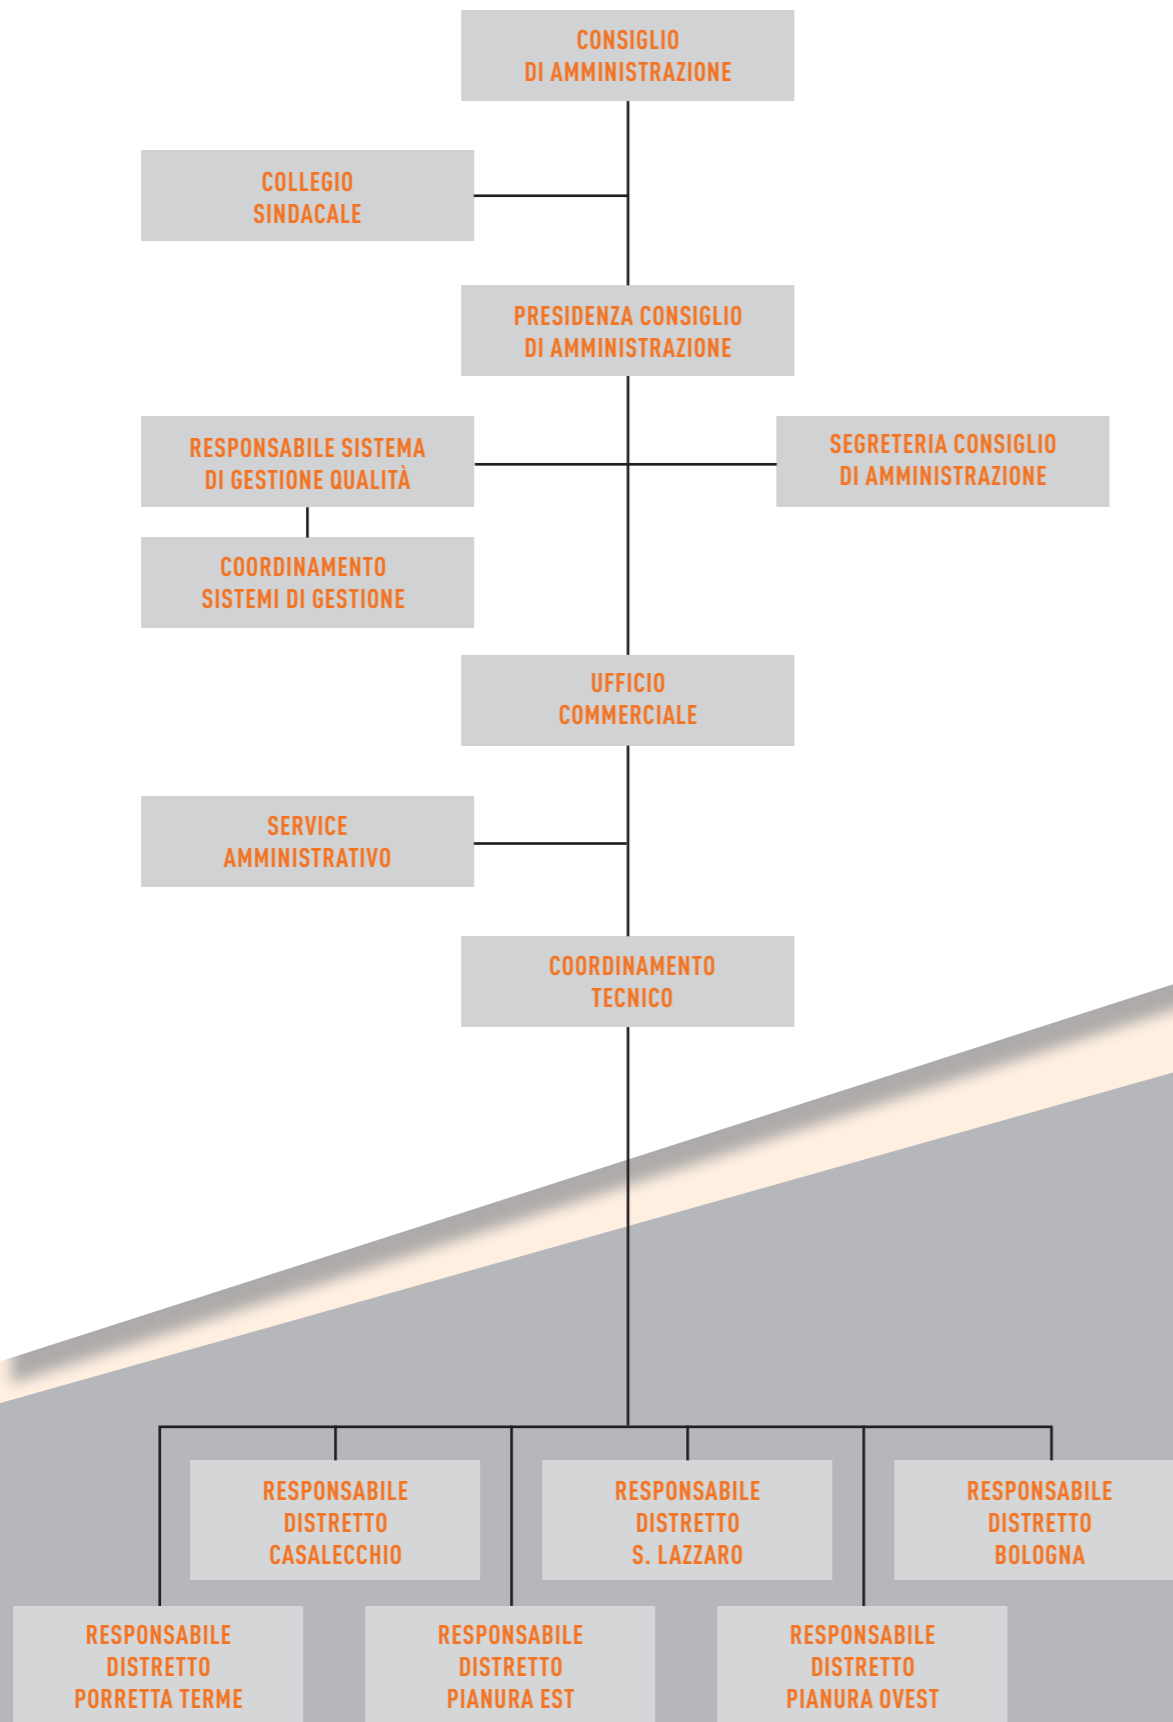 CONSIGLIO
DI AMMINISTRAZIONE
COLLEGIO
SINDACALE
PRESIDENZA CONSIGLIO
DI AMMINISTRAZIONE
RESPONSABILE SISTEMA
DI GESTIONE QUALITÀ
SEGRETERIA CONSIGLIO
DI AMMINISTRAZIONE
COORDINAMENTO
SISTEMI DI GESTIONE
UFFICIO
COMMERCIALE
SERVICE
AMMINISTRATIVO
COORDINAMENTO
TECNICO
RESPONSABILE
DISTRETTO
CASALECCHIO
RESPONSABILE
DISTRETTO
S. LAZZARO
RESPONSABILE
DISTRETTO
BOLOGNA
RESPONSABILE
DISTRETTO
PORRETTA TERME
RESPONSABILE
DISTRETTO
PIANURA EST
RESPONSABILE
DISTRETTO
PIANURA OVEST